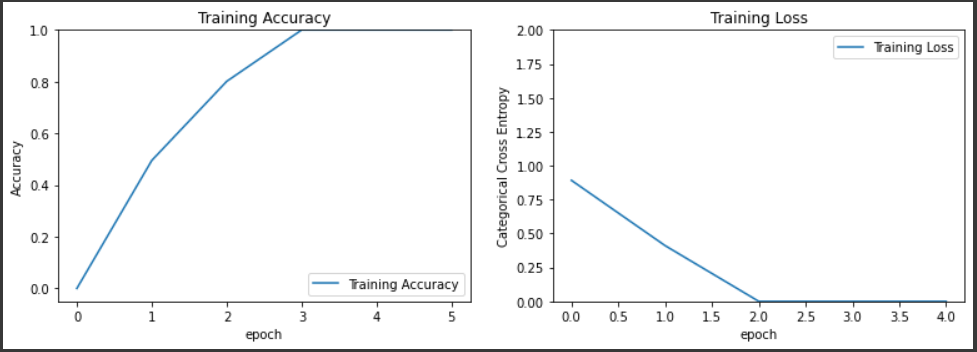 Training Accuracy
1.0
0.8
0.6
0.4
0.2
0.0
Accuracy
Training Accuracy
0 1 2 3 4 5
epoch
Training Loss
2.00
1.75
1.50
1.25
1.00
0.75
0.50
0.25
0.00
Categorical Cross Entropy
Training Loss
0.0 0.5 1.0 1.5 2.0 2.5 3.0 3.5 4.0
epoch